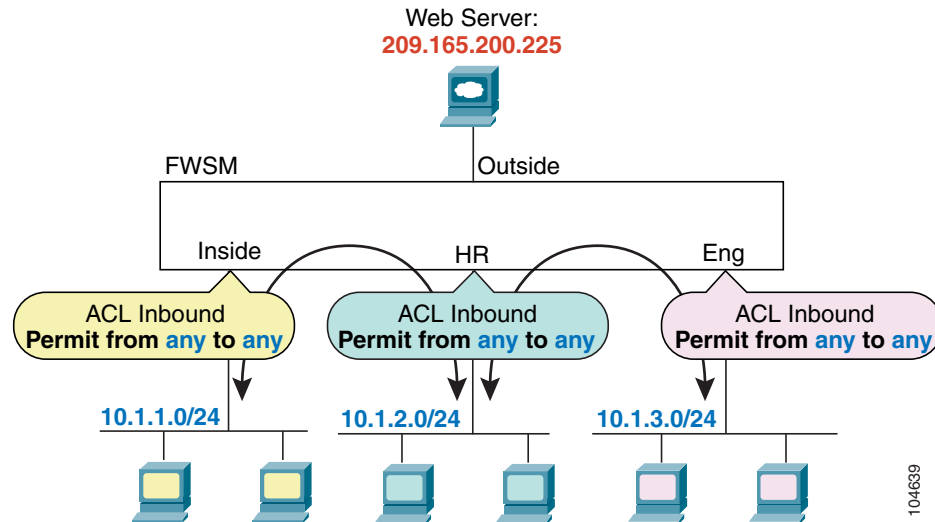 Web Server:
209.165.200.225
FWSM
Outside
Inside
HR
Eng
ACL Inbound
Permit from any to any
ACL Inbound
Permit from any to any
ACL Inbound
Permit from any to any
10.1.1.0/24
10.1.2.0/24
10.1.3.0/24
104639